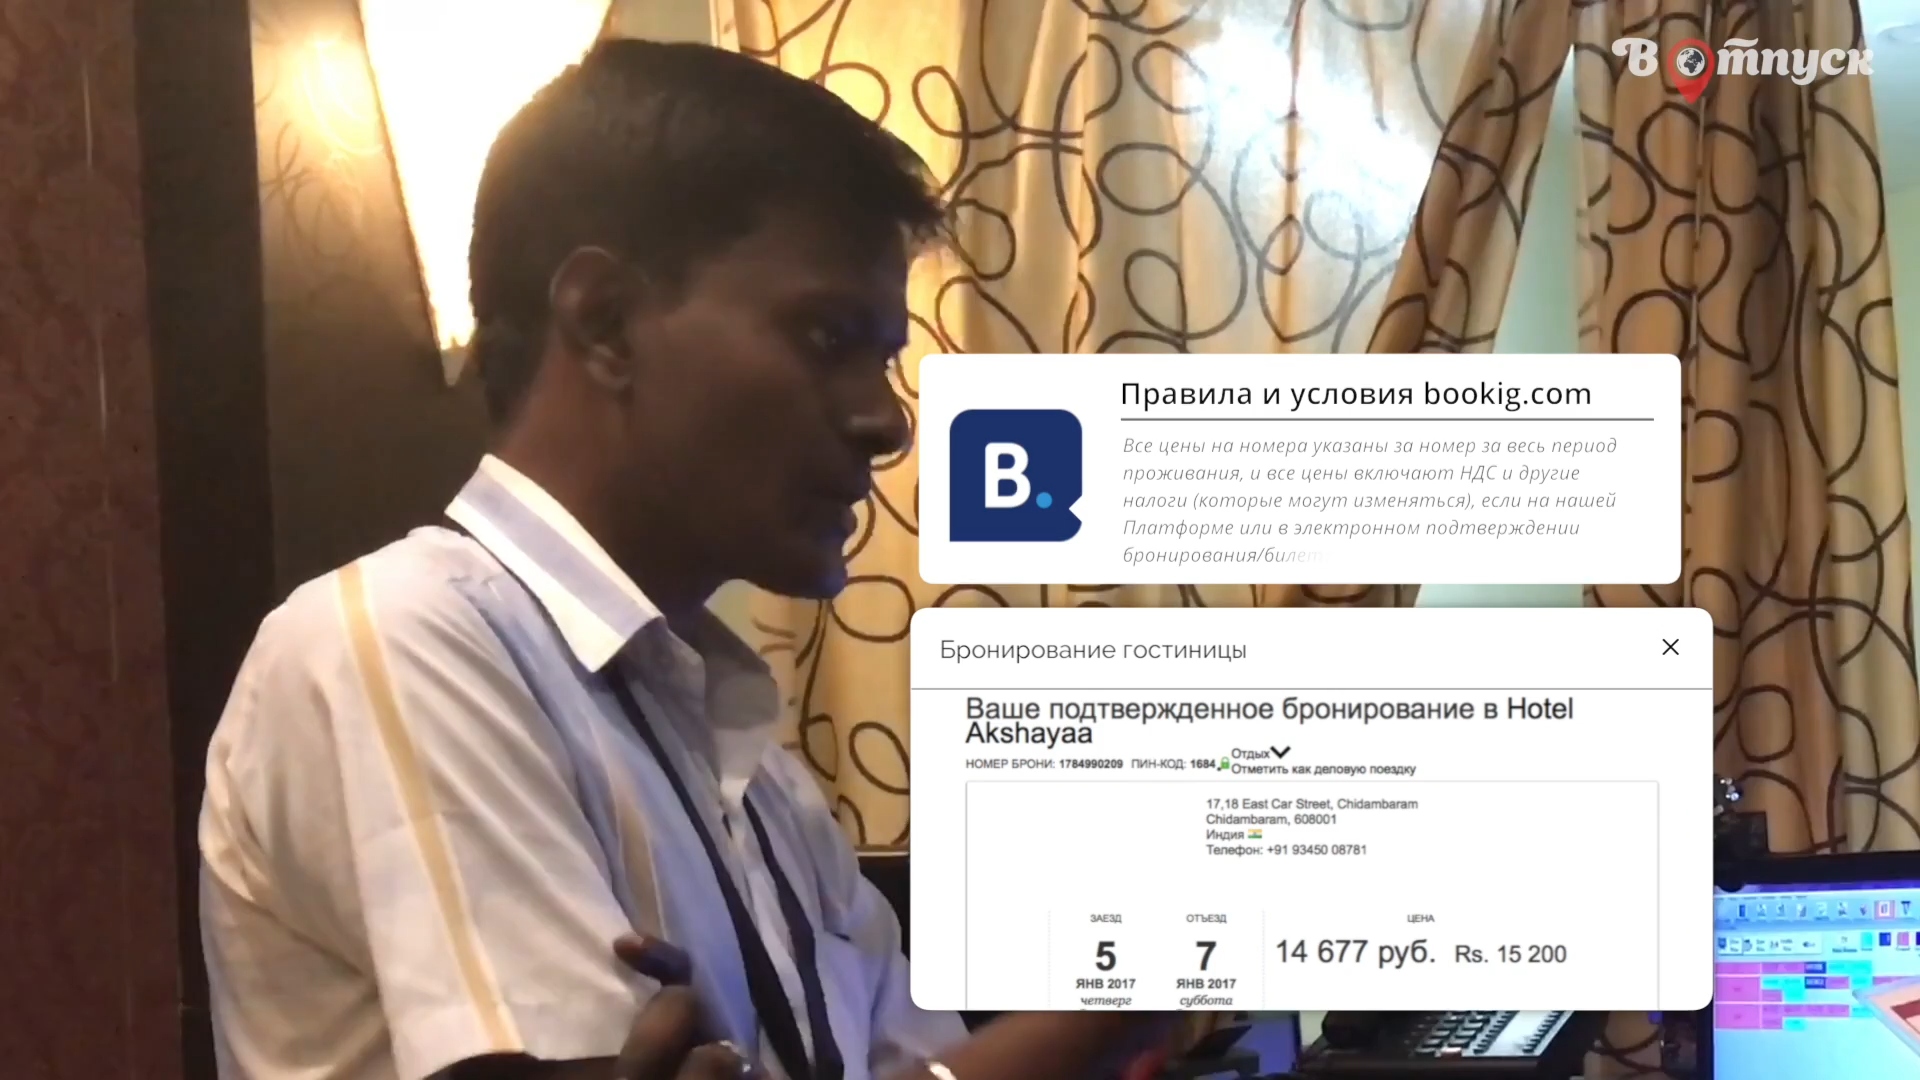 Вотпуск
Правила и условия bookig.com
Все цены на номера указаны за номер за весь период
проживания, и все цены включают НДС и другие
налоги (которые могут изменяться), если на нашей
Платформе или в электронном подтверждении
бронирования/билет
B.
Бронирование гостиницы
Ваше подтвержденное бронирование в Hotel
Akshayaa
НОМЕР БРОНИ: 1784990209 ПИН-КОД: 1684
Отдых
Отметить как деловую поездку
17,18 East Car Street, Chidambaram
Chidambaram, 608001
Индия
Телефон: +91 93450 08781
ЗАЕЗД ОТЪЕЗД ЦЕНА
5 7 14 677 руб. Rs. 15 200
ЯНВ 2017 ЯНВ 2017
четверг суббота